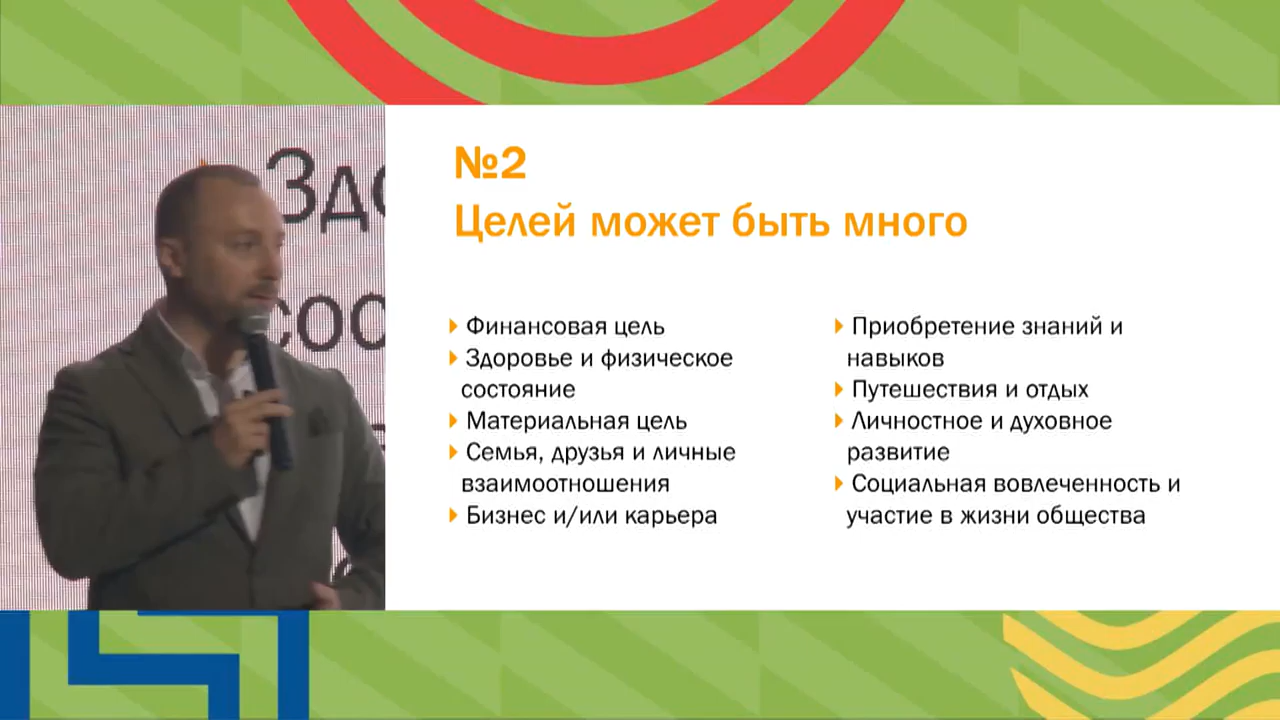 №2
Целей может быть много
Финансовая цель
Здоровье и физическое
состояние
Материальная цель
Семья, друзья и личные
взаимоотношения
Бизнес и/или карьера
Приобретение знаний и
навыков
Путешествия и отдых
Личностное и духовное
развитие
Социальная вовлеченность и
участие в жизни общества